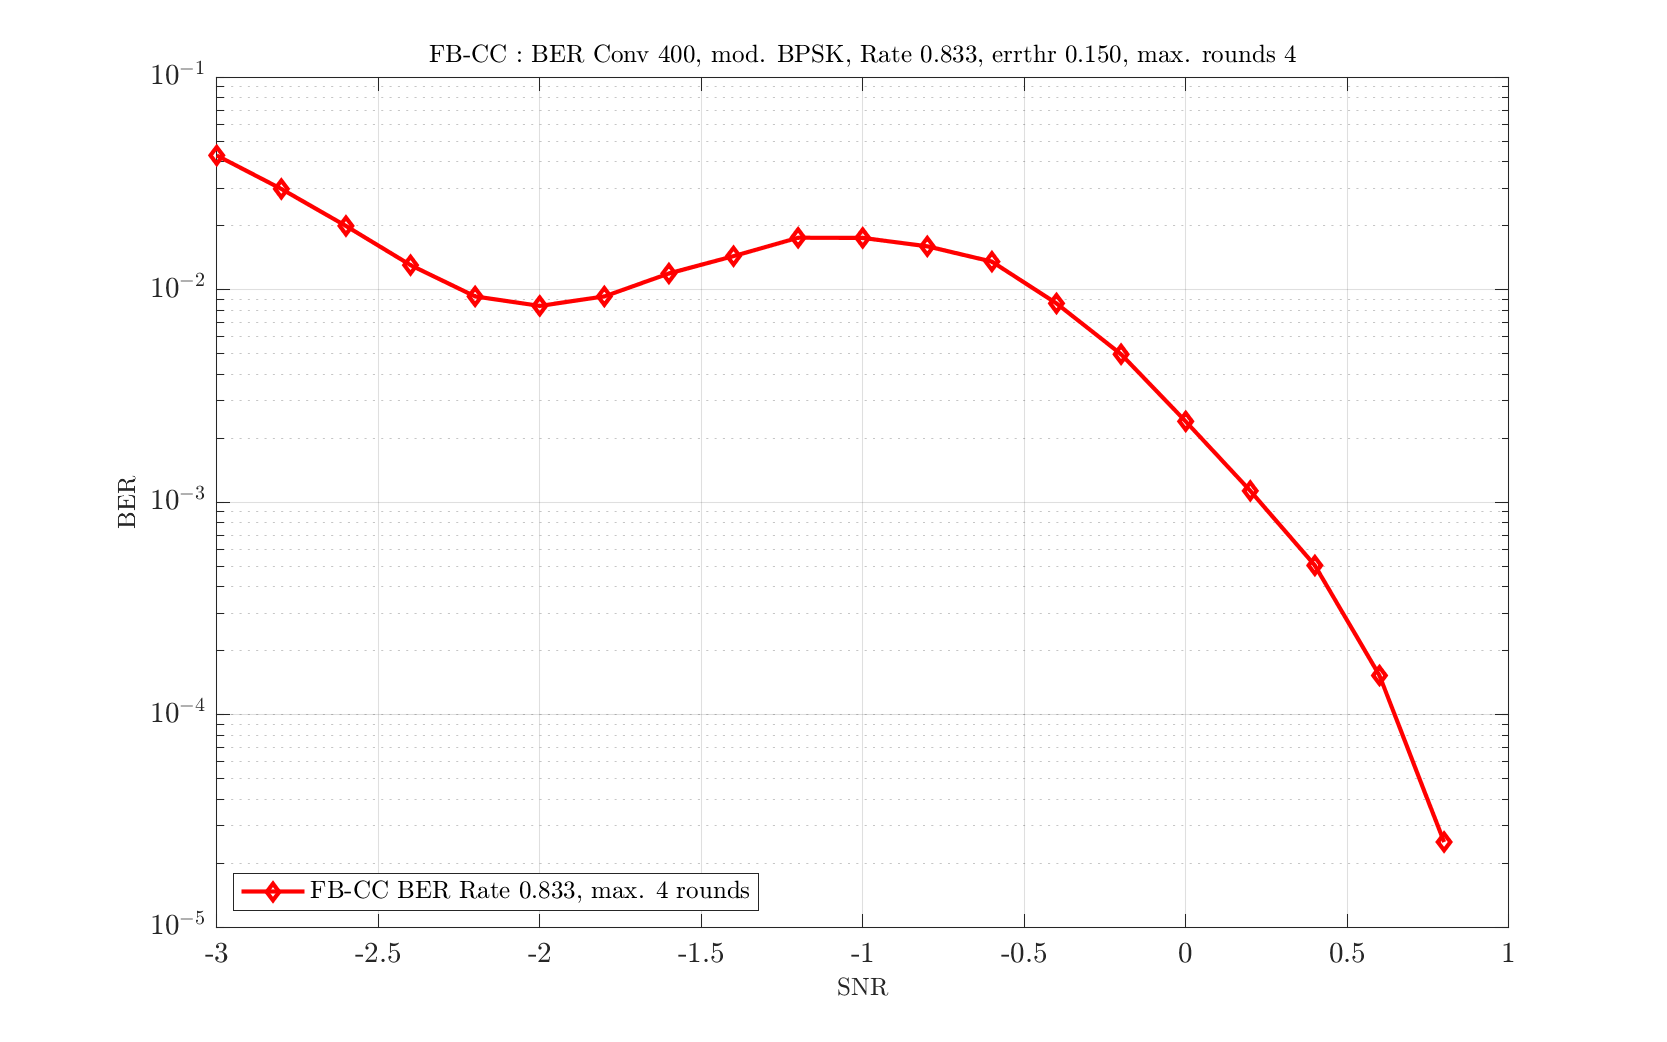 FB-CC : BER Conv 400, mod. BPSK, Rate 0.833, errthr 0.150, max. rounds 4
10⁻¹
10⁻²
10⁻³
10⁻⁴
10⁻⁵
BER
FB-CC BER Rate 0.833, max. 4 rounds
-3 -2.5 -2 -1.5 -1 -0.5 0 0.5 1
SNR